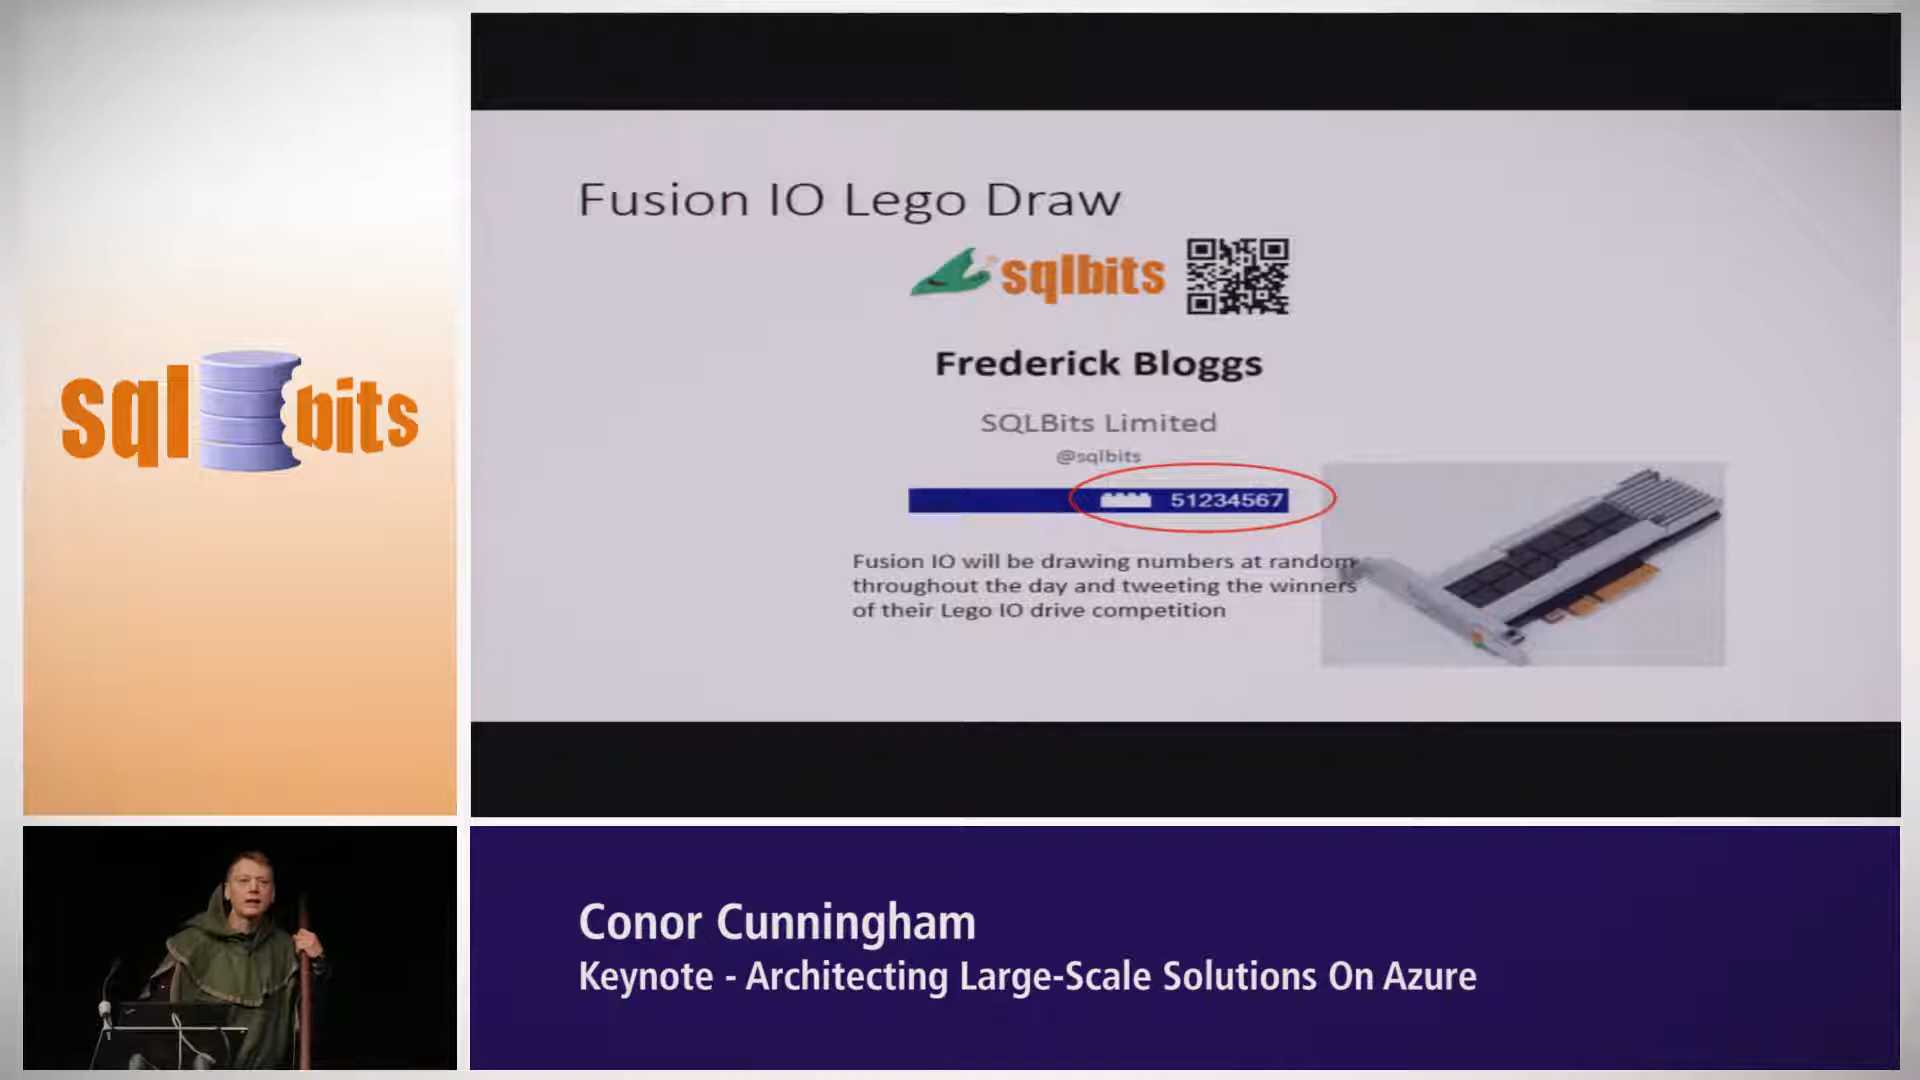 sql bits
Fusion IO Lego Draw
sqlbits
Frederick Bloggs
SQLBits Limited
@sqlbits
51234567
Fusion IO will be drawing numbers at random
throughout the day and tweeting the winners
of their Lego IO drive competition
Conor Cunningham
Keynote - Architecting Large-Scale Solutions On Azure